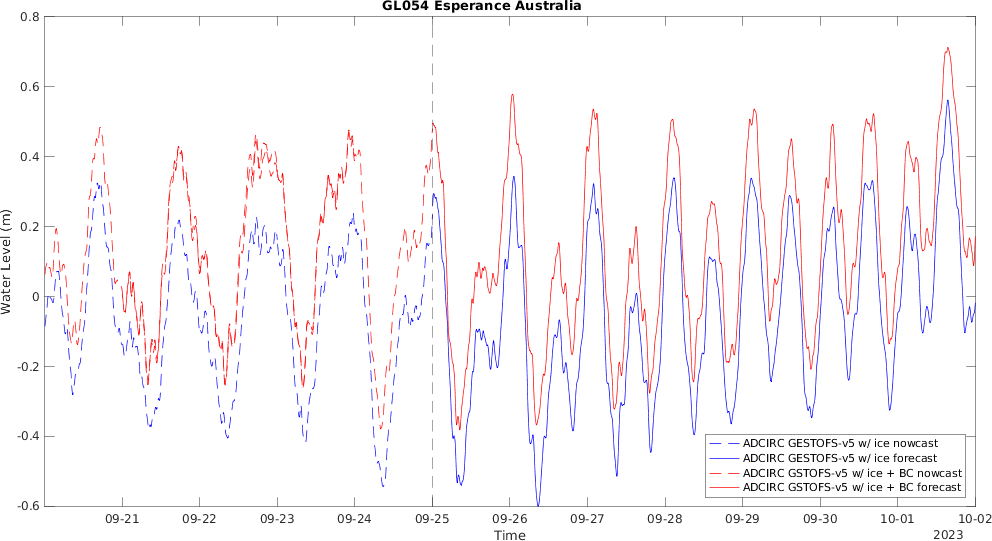 GL054 Esperance Australia
Water Level (m)
0.8
0.6
0.4
0.2
0
-0.2
-0.4
-0.6
ADCIRC GESTOFS-v5 w/ ice nowcast
ADCIRC GESTOFS-v5 w/ ice forecast
ADCIRC GSTOFS-v5 w/ ice + BC nowcast
ADCIRC GSTOFS-v5 w/ ice + BC forecast
09-21 09-22 09-23 09-24 09-25 09-26 09-27 09-28 09-29 09-30 10-01 10-02
Time
2023